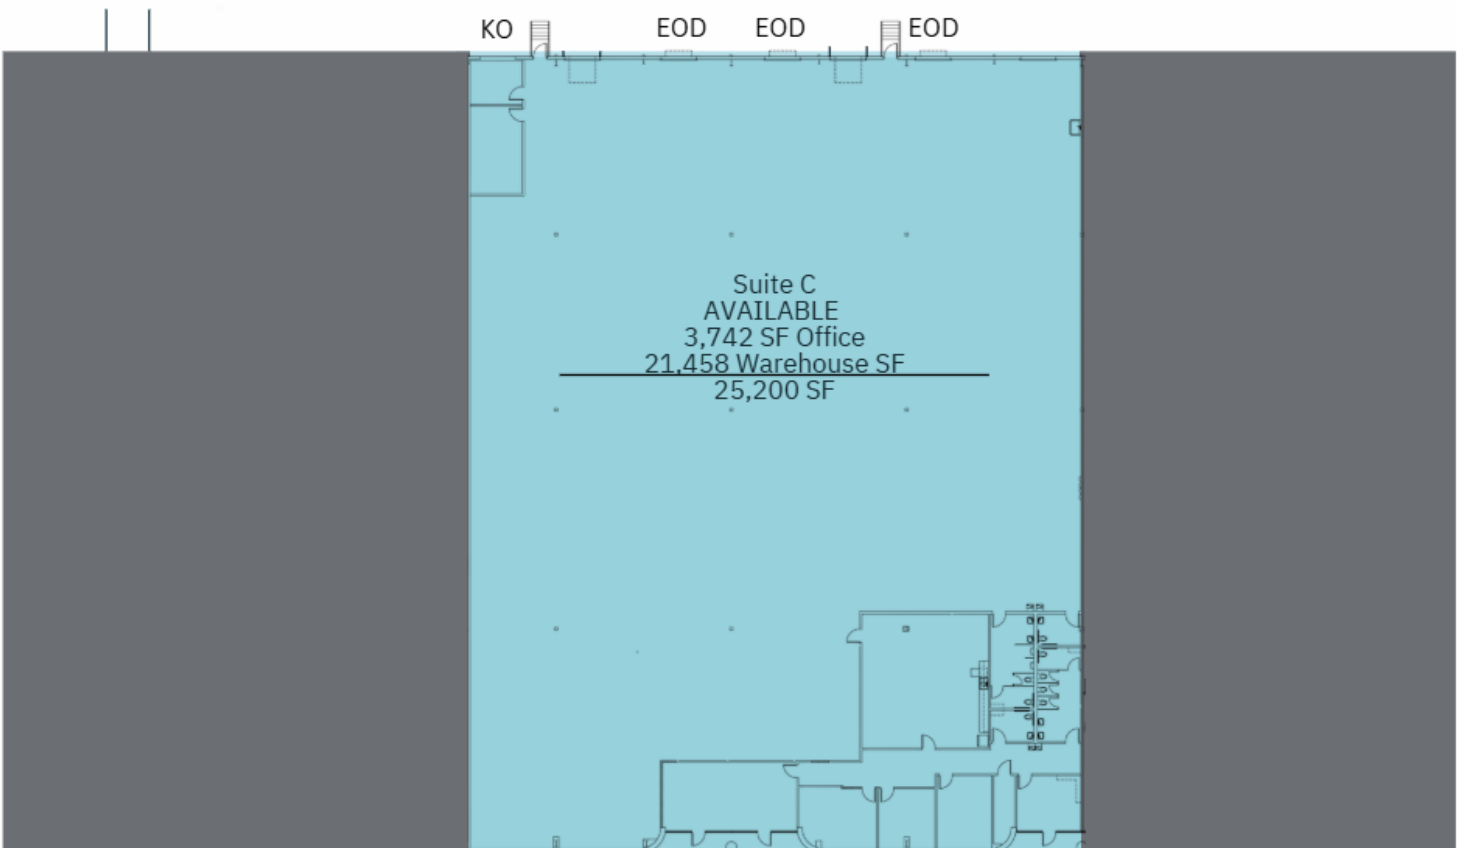 KO EOD EOD EOD
Suite C
AVAILABLE
3,742 SF Office
21,458 Warehouse SF
25,200 SF